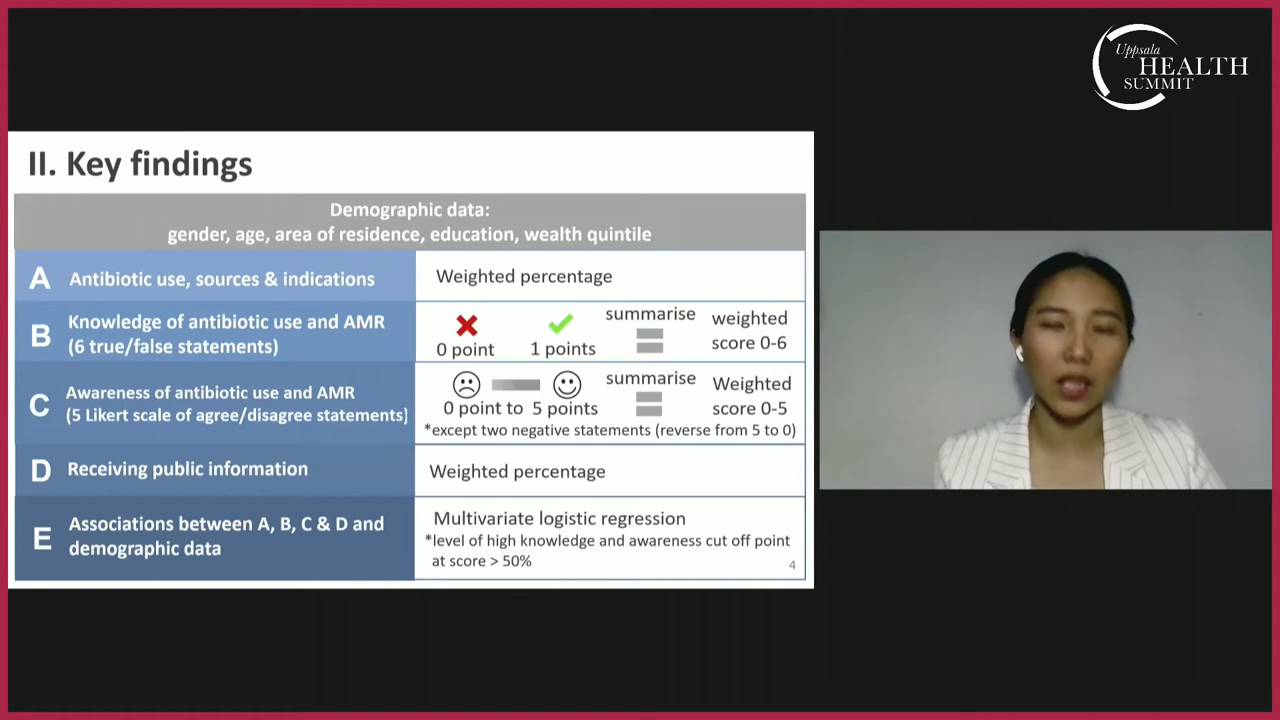 Uppsala
HEALTH
SUMMIT
II. Key findings
Demographic data:
gender, age, area of residence, education, wealth quintile
A Antibiotic use, sources & indications
Weighted percentage
B Knowledge of antibiotic use and AMR
(6 true/false statements)
0 point
1 points
summarise
weighted
score 0-6
C Awareness of antibiotic use and AMR
(5 Likert scale of agree/disagree statements)
0 point to 5 points
summarise
Weighted
score 0-5
*except two negative statements (reverse from 5 to 0)
D Receiving public information
Weighted percentage
E Associations between A, B, C & D and
demographic data
Multivariate logistic regression
*level of high knowledge and awareness cut off point
at score > 50%
4